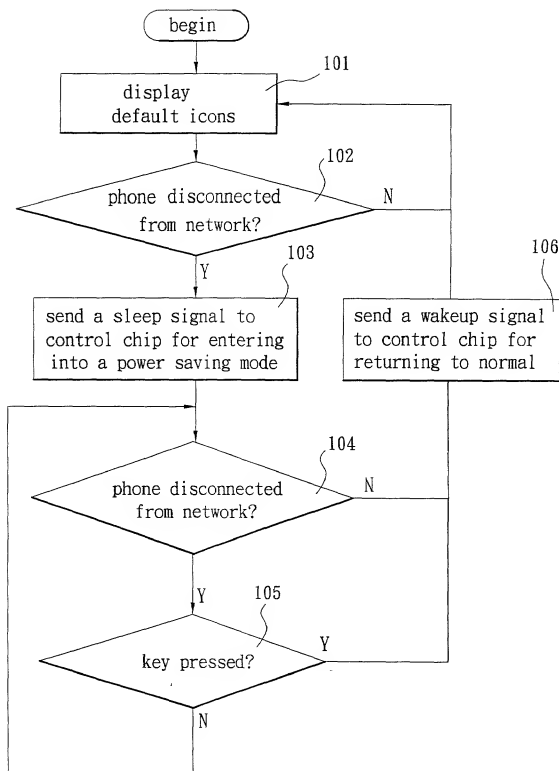 begin
101
display
default icons
102
phone disconnected
from network?
N
Y
103
send a sleep signal to
control chip for entering
into a power saving mode
106
send a wakeup signal
to control chip for
returning to normal
104
phone disconnected
from network?
N
Y
105
key pressed?
Y
N